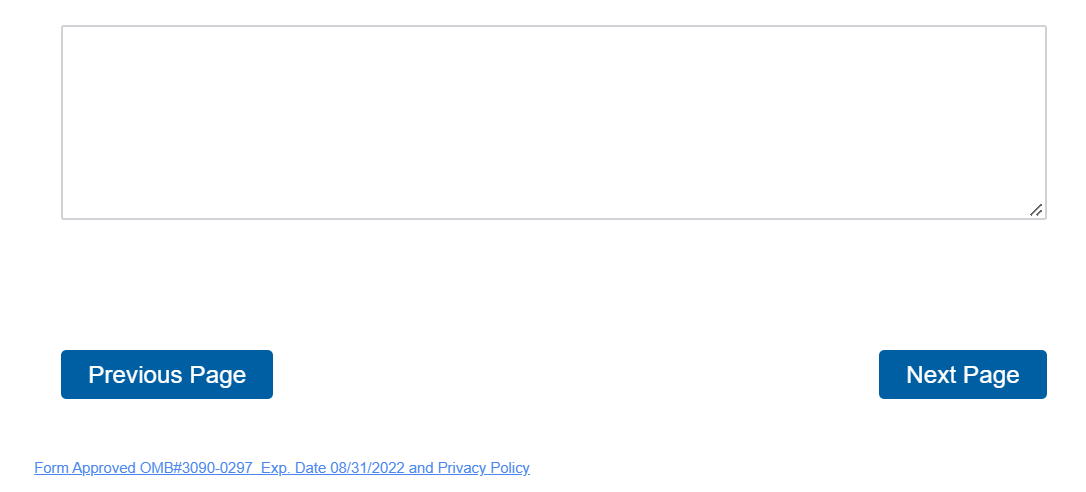 Previous Page
Next Page
Form Approved OMB#3090-0297  Exp. Date 08/31/2022 and Privacy Policy